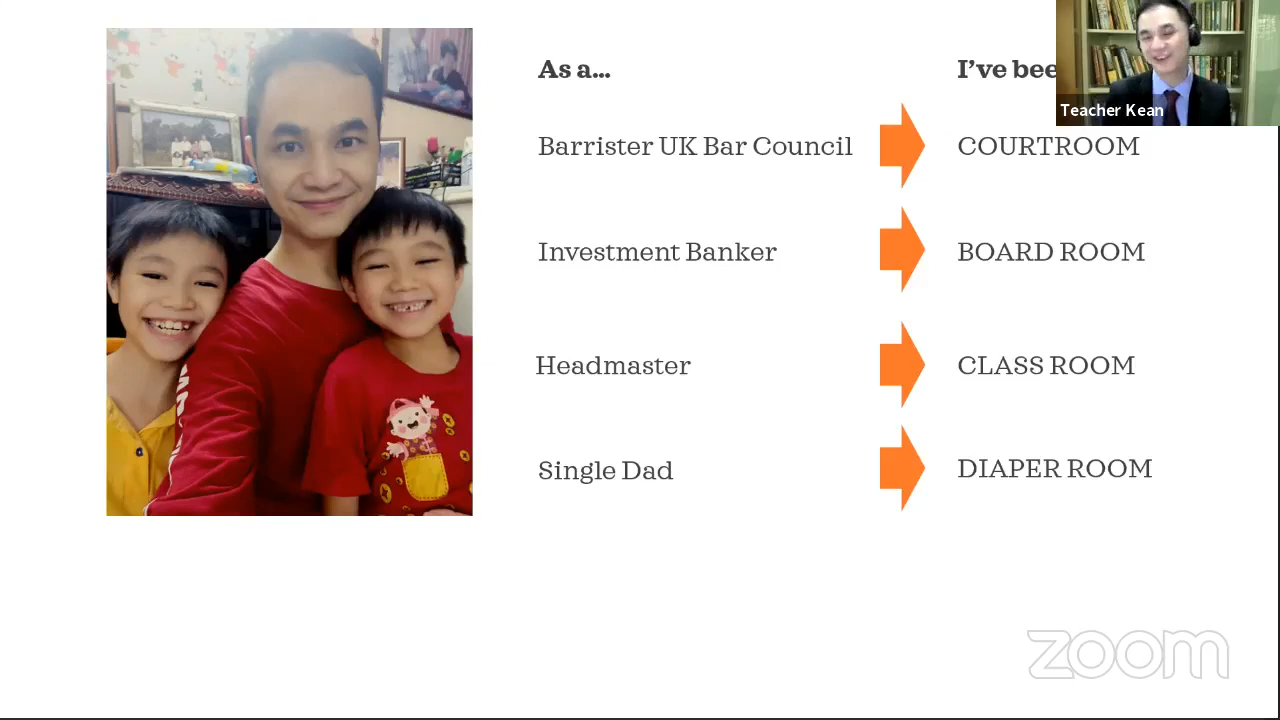 As a... I've bee
Teacher Kean
Barrister UK Bar Council COURTROOM
Investment Banker BOARD ROOM
Headmaster CLASS ROOM
Single Dad DIAPER ROOM
zoom